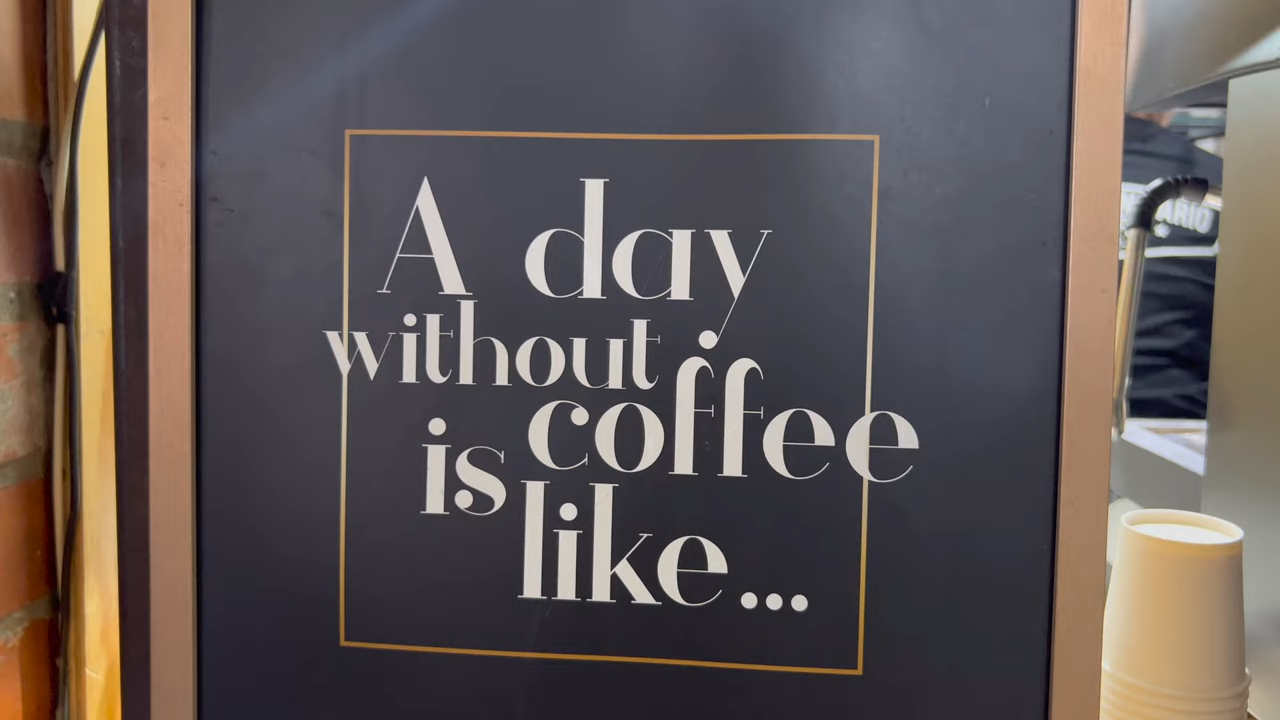 A day
without
coffee
is
like...